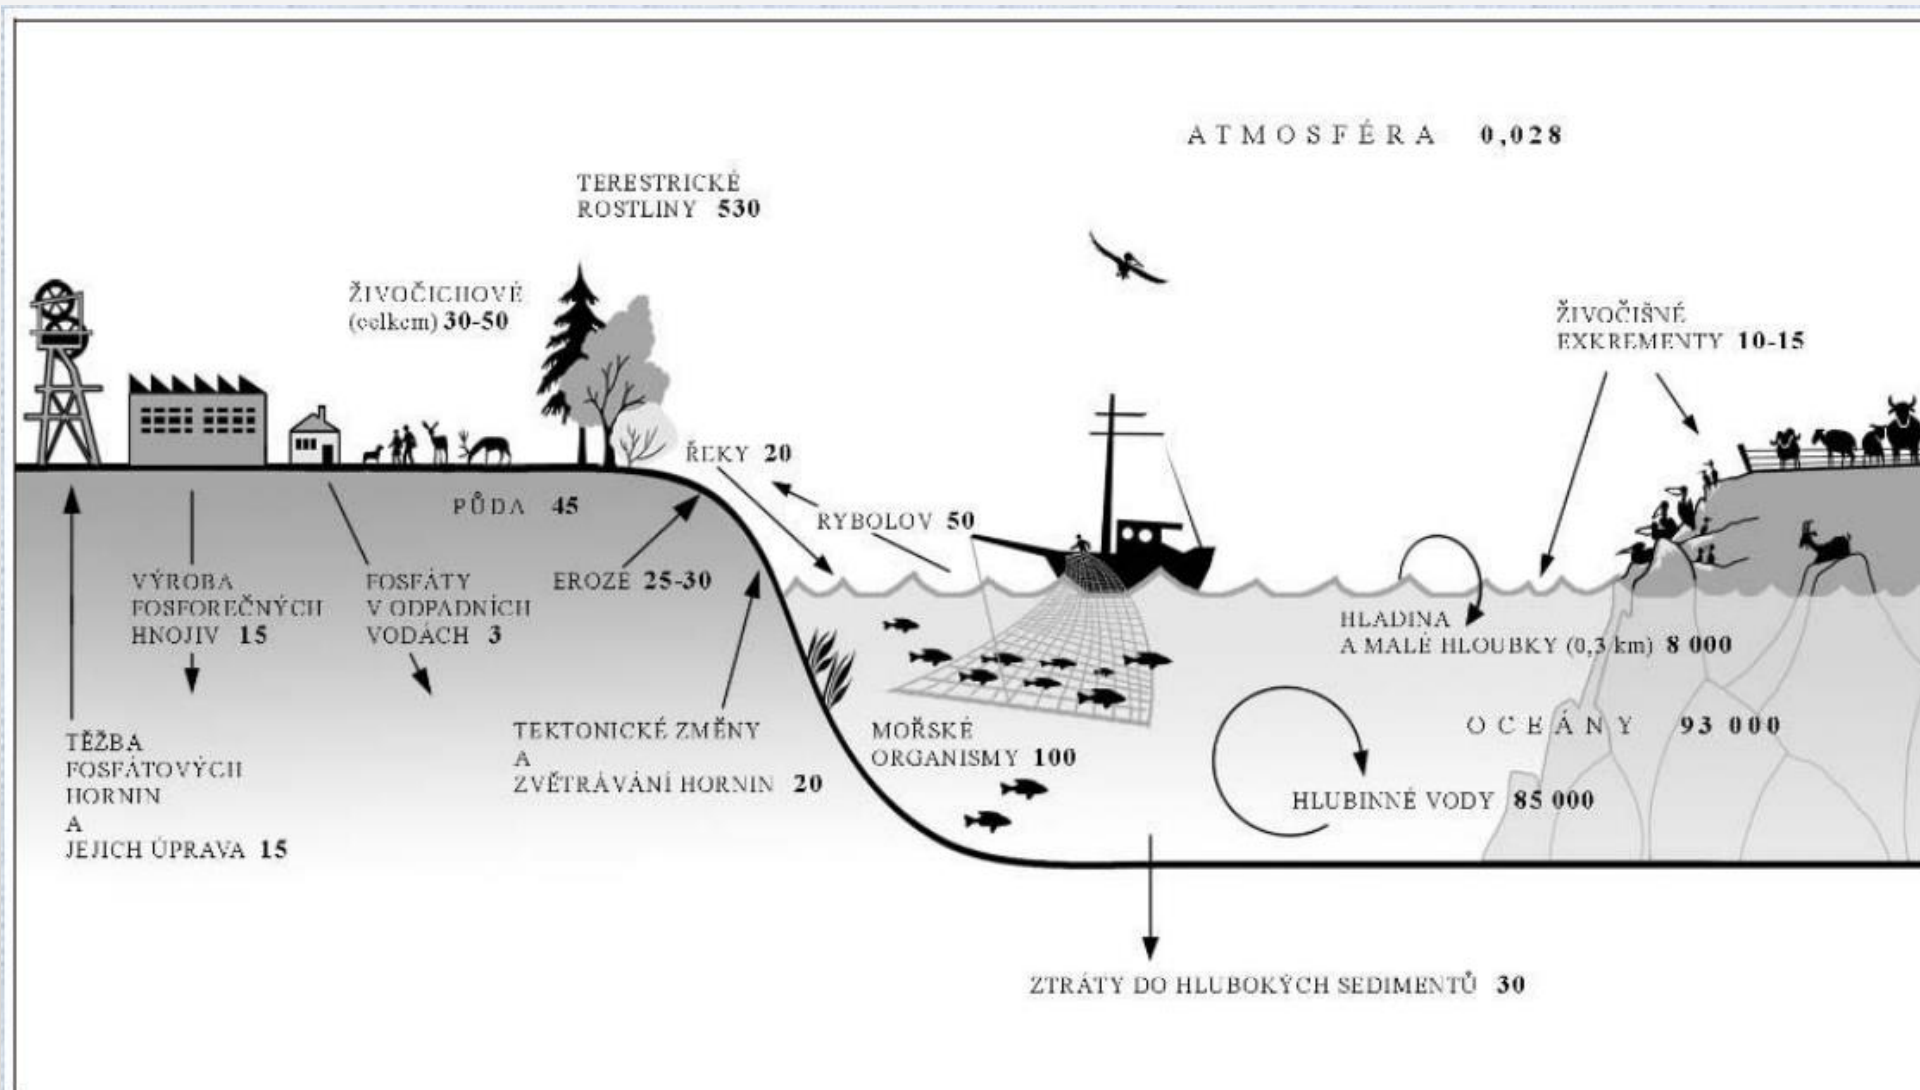 ATMOSFÉRA 0,028
TERESTRICKÉ
ROSTLINY 530
ŽIVOČICHOVÉ
(celkem) 30-50
ŽIVOČIŠNÉ
EXKREMENTY 10-15
ŘEKY 20
PŮDA 45
RYBOLOV 50
VÝROBA
FOSFOREČNÝCH
HNOJIV 15
FOSFÁTY
V ODPADNÍCH
VODÁCH 3
EROZE 25-30
HLADINA
A MALÉ HLOUBKY (0,3 km) 8 000
TĚŽBA
FOSFÁTOVÝCH
HORNIN
A
JEJICH ÚPRAVA 15
TEKTONICKÉ ZMĚNY
A
ZVĚTRÁVÁNÍ HORNIN 20
MOŘSKÉ
ORGANISMY 100
OCEÁNY 93 000
HLUBINNÉ VODY 85 000
ZTRÁTY DO HLUBOKÝCH SEDIMENTŮ 30